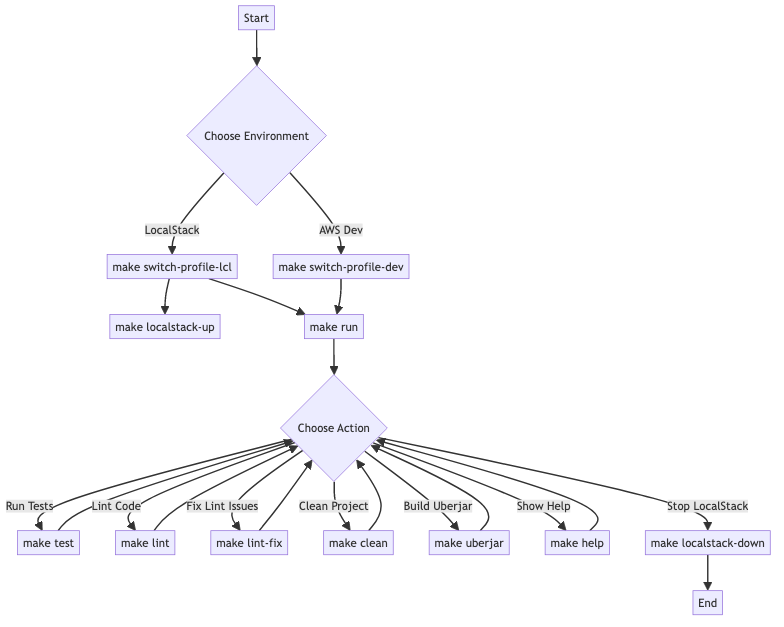 Start
Choose Environment
LocalStack
AWS Dev
make switch-profile-lcl
make switch-profile-dev
make localstack-up
make run
Choose Action
Run Tests
Lint Code
Fix Lint Issues
Clean Project
Build Uberjar
Show Help
Stop LocalStack
make test
make lint
make lint-fix
make clean
make uberjar
make help
make localstack-down
End